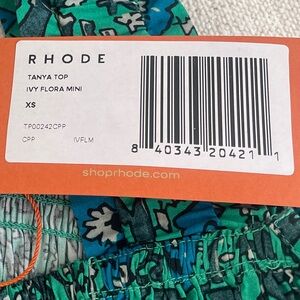 RHODE
TANYA TOP
IVY FLORA MINI
XS
TP00242CPP
CPP IVFLM
8 40343 20421 1
shoprhode.com